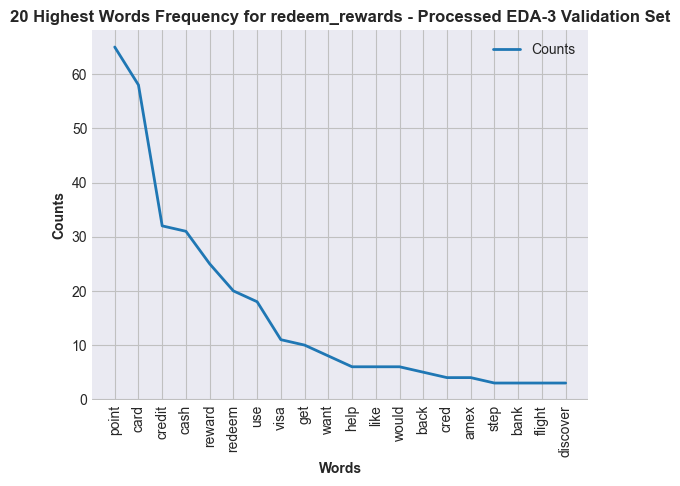 20 Highest Words Frequency for redeem_rewards - Processed EDA-3 Validation Set
Counts
Counts
60
50
40
30
20
10
0
point
card
credit
cash
reward
redeem
use
visa
get
want
help
like
would
back
cred
amex
step
bank
flight
discover
Words